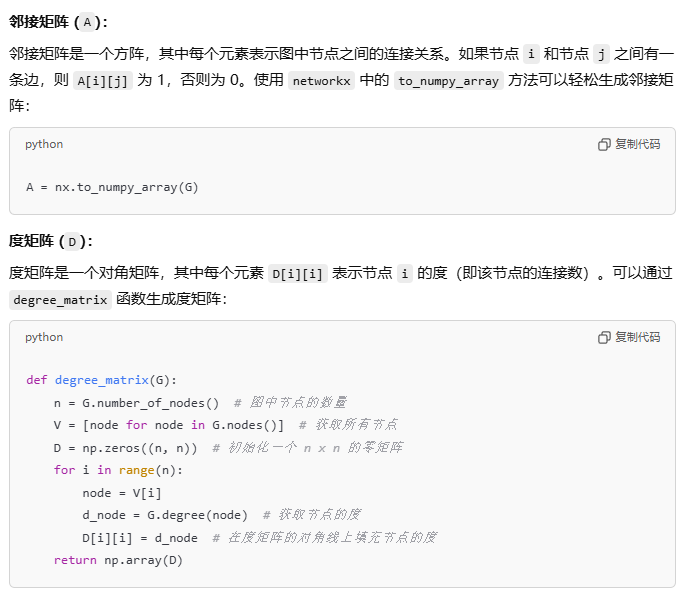 邻接矩阵 (A)：
邻接矩阵是一个方阵，其中每个元素表示图中节点之间的连接关系。如果节点 i 和节点 j 之间有一
条边，则 A[i][j] 为 1，否则为 0。使用 networkx 中的 to_numpy_array 方法可以轻松生成邻接矩
阵：
python 复制代码
A = nx.to_numpy_array(G)
度矩阵 (D)：
度矩阵是一个对角矩阵，其中每个元素 D[i][i] 表示节点 i 的度（即该节点的连接数）。可以通过
degree_matrix 函数生成度矩阵：
python 复制代码
def degree_matrix(G):
    n = G.number_of_nodes()  # 图中节点的数量
    V = [node for node in G.nodes()]  # 获取所有节点
    D = np.zeros((n, n))  # 初始化一个 n x n 的零矩阵
    for i in range(n):
        node = V[i]
        d_node = G.degree(node)  # 获取节点的度
        D[i][i] = d_node  # 在度矩阵的对角线上填充节点的度
    return np.array(D)